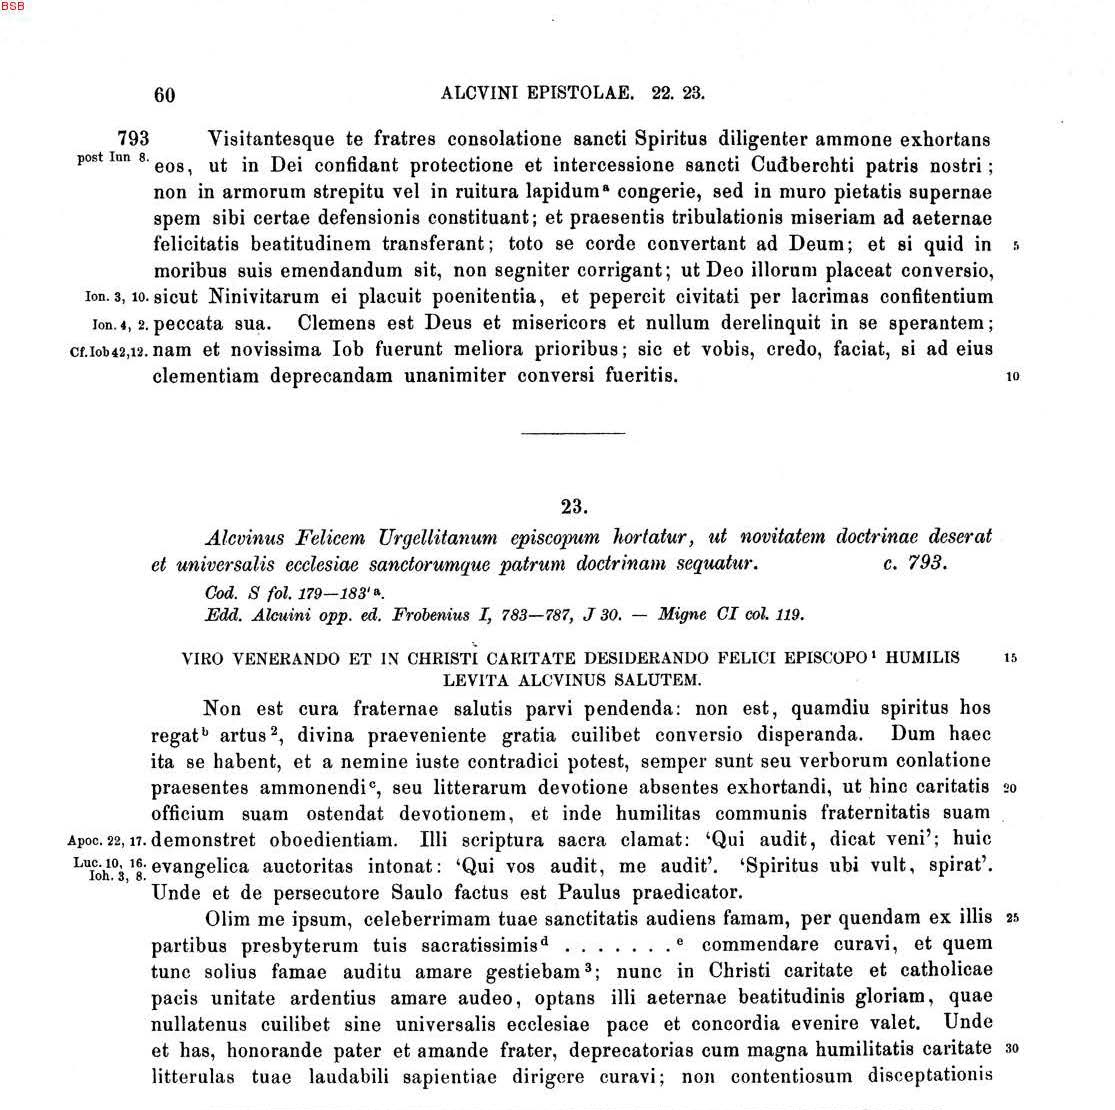 BSB
60 ALCVINI EPISTOLAE. 22. 23.
793 Visitantesque te fratres consolatione sancti Spiritus diligenter ammone exhortans
post Iun 8. eos, ut in Dei confidant protectione et intercessione sancti Cuđberchti patris nostri;
non in armorum strepitu vel in ruitura lapidumᵃ congerie, sed in muro pietatis supernae
spem sibi certae defensionis constituant; et praesentis tribulationis miseriam ad aeternae
felicitatis beatitudinem transferant; toto se corde convertant ad Deum; et si quid in 5
moribus suis emendandum sit, non segniter corrigant; ut Deo illorum placeat conversio,
Ion. 3, 10. sicut Ninivitarum ei placuit poenitentia, et pepercit civitati per lacrimas confitentium
Ion. 4, 2. peccata sua. Clemens est Deus et misericors et nullum derelinquit in se sperantem;
Cf. Iob 42,12. nam et novissima Iob fuerunt meliora prioribus; sic et vobis, credo, faciat, si ad eius
clementiam deprecandam unanimiter conversi fueritis. 10
23.
Alcvinus Felicem Urgellitanum episcopum hortatur, ut novitatem doctrinae deserat
et universalis ecclesiae sanctorumque patrum doctrinam sequatur. c. 793.
Cod. S fol. 179—183'ᵃ.
Edd. Alcuini opp. ed. Frobenius I, 783—787, J 30. — Migne CI col. 119.
VIRO VENERANDO ET IN CHRISTI CARITATE DESIDERANDO FELICI EPISCOPO¹ HUMILIS 15
LEVITA ALCVINUS SALUTEM.
Non est cura fraternae salutis parvi pendenda: non est, quamdiu spiritus hos
regatᵇ artus², divina praeveniente gratia cuilibet conversio disperanda. Dum haec
ita se habent, et a nemine iuste contradici potest, semper sunt seu verborum conlatione
praesentes ammonendiᶜ, seu litterarum devotione absentes exhortandi, ut hinc caritatis 20
officium suam ostendat devotionem, et inde humilitas communis fraternitatis suam
Apoc. 22, 17. demonstret oboedientiam. Illi scriptura sacra clamat: ‘Qui audit, dicat veni’; huic
Luc. 10, 16. evangelica auctoritas intonat: ‘Qui vos audit, me audit’. ‘Spiritus ubi vult, spirat’.
Ioh. 3, 8.
Unde et de persecutore Saulo factus est Paulus praedicator.
Olim me ipsum, celeberrimam tuae sanctitatis audiens famam, per quendam ex illis 25
partibus presbyterum tuis sacratissimisᵈ . . . . . . . ᵉ commendare curavi, et quem
tunc solius famae auditu amare gestiebam³; nunc in Christi caritate et catholicae
pacis unitate ardentius amare audeo, optans illi aeternae beatitudinis gloriam, quae
nullatenus cuilibet sine universalis ecclesiae pace et concordia evenire valet. Unde
et has, honorande pater et amande frater, deprecatorias cum magna humilitatis caritate 30
litterulas tuae laudabili sapientiae dirigere curavi; non contentiosum disceptationis